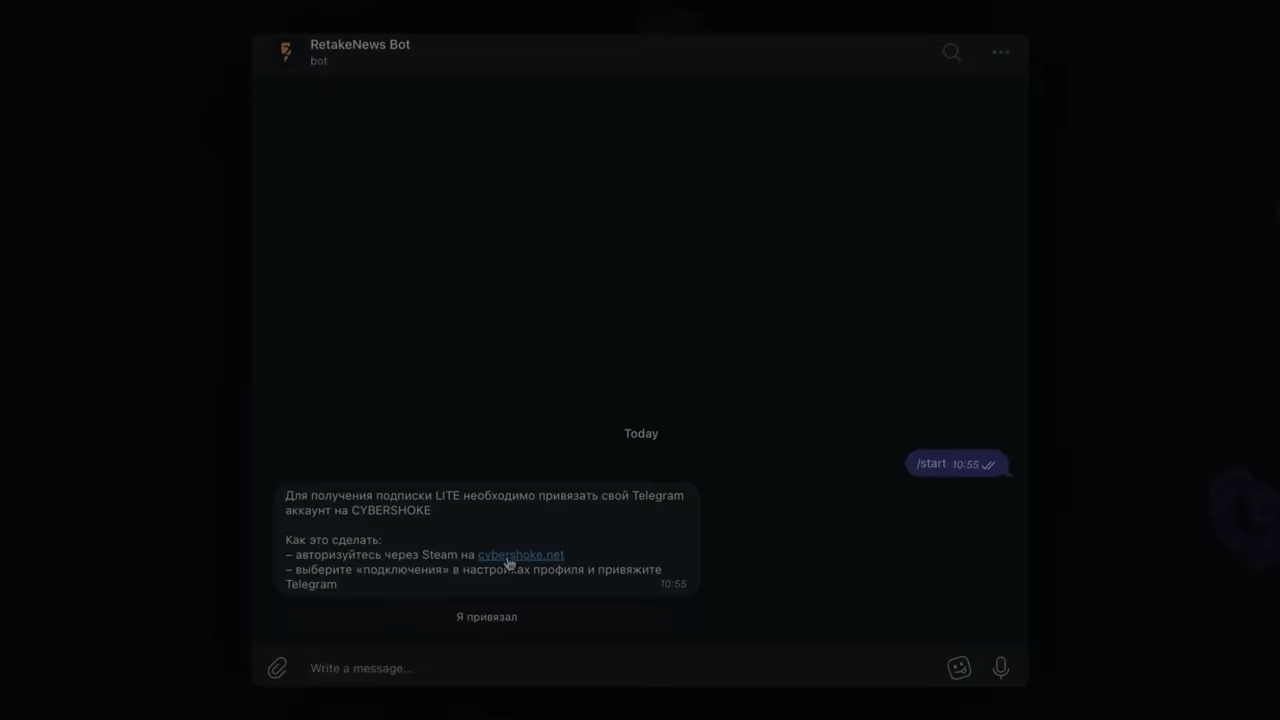 RetakeNews Bot
bot
Today
/start 10:55
Для получения подписки LITE необходимо привязать свой Telegram
аккаунт на CYBERSHOKE
Как это сделать:
– авторизуйтесь через Steam на cybershoke.net
– выберите «подключения» в настройках профиля и привяжите
Telegram
10:55
Я привязал
Write a message...